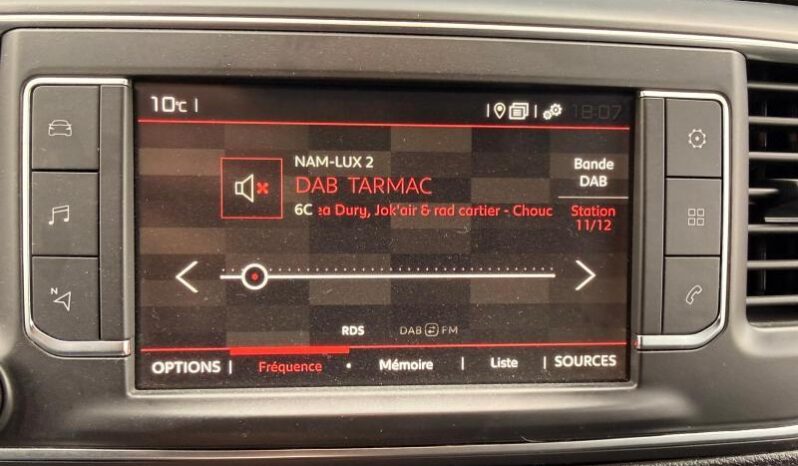 10°C
18:07
NAM-LUX 2
DAB TARMAC
6C :ea Dury, Jok'air & rad cartier - Chouc
Bande
DAB
Station
11/12
RDS
DAB FM
OPTIONS | Fréquence • Mémoire | Liste | SOURCES
N